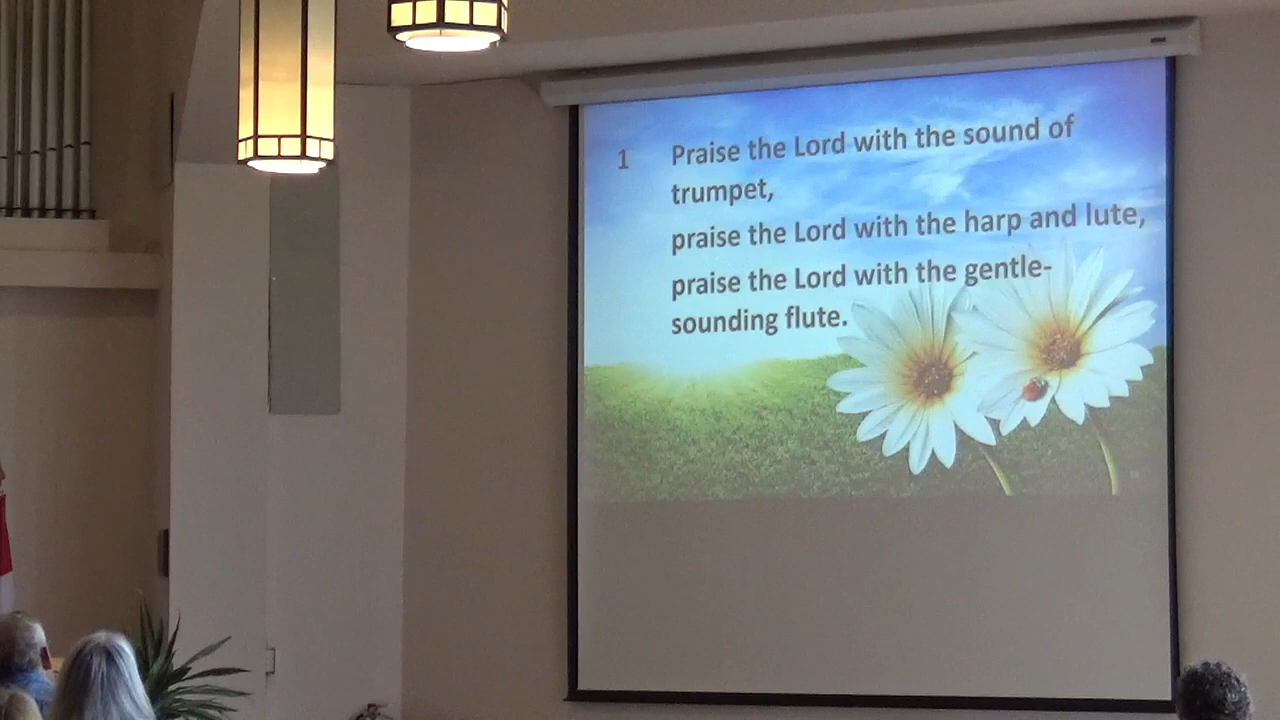 1 Praise the Lord with the sound of
trumpet,
praise the Lord with the harp and lute,
praise the Lord with the gentle-
sounding flute.